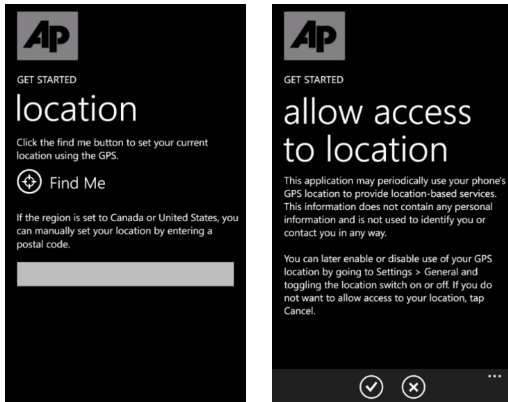 AP
GET STARTED
location
Click the find me button to set your current
location using the GPS.
Find Me
If the region is set to Canada or United States, you
can manually set your location by entering a
postal code.
AP
GET STARTED
allow access
to location
This application may periodically use your phone's
GPS location to provide location-based services.
This information does not contain any personal
information and is not used to identify you or
contact you in any way.
You can later enable or disable use of your GPS
location by going to Settings > General and
toggling the location switch on or off. If you do
not want to allow access to your location, tap
Cancel.